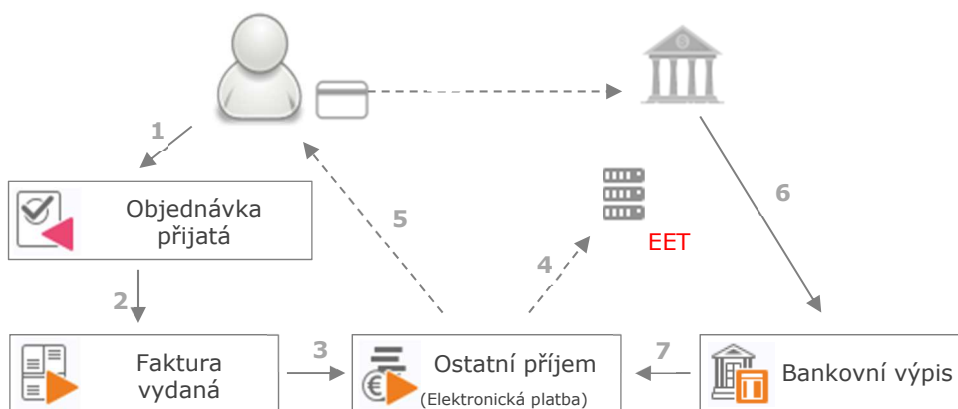 1
Objednávka
přijatá
2
Faktura
vydaná
3
Ostatní příjem
(Elektronická platba)
5
4
EET
6
7
Bankovní výpis